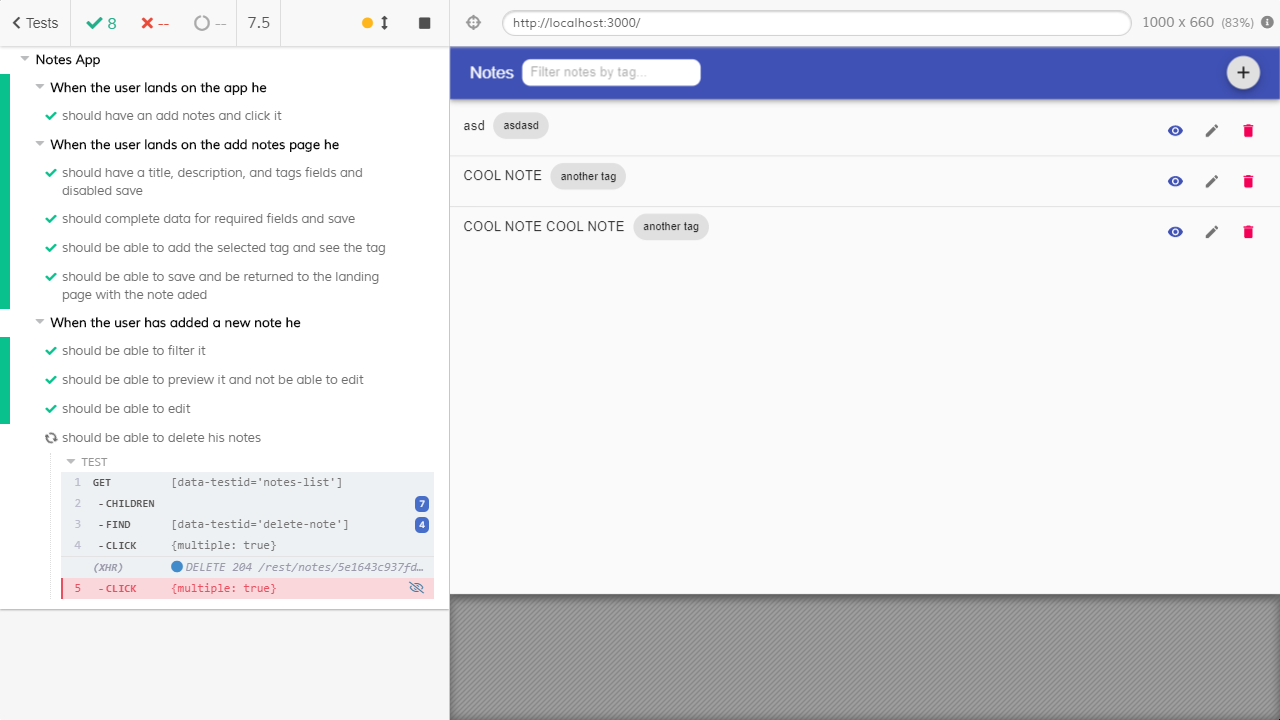 Tests
8
--
--
7.5
http://localhost:3000/
1000 x 660 (83%)
Notes App
When the user lands on the app he
should have an add notes and click it
When the user lands on the add notes page he
should have a title, description, and tags fields and
disabled save
should complete data for required fields and save
should be able to add the selected tag and see the tag
should be able to save and be returned to the landing
page with the note aded
When the user has added a new note he
should be able to filter it
should be able to preview it and not be able to edit
should be able to edit
should be able to delete his notes
TEST
1 GET [data-testid='notes-list']
2 -CHILDREN 7
3 -FIND [data-testid='delete-note'] 4
4 -CLICK {multiple: true}
(XHR) DELETE 204 /rest/notes/5e1643c937fd…
5 -CLICK {multiple: true}
Notes Filter notes by tag...
asd asdasd
COOL NOTE another tag
COOL NOTE COOL NOTE another tag